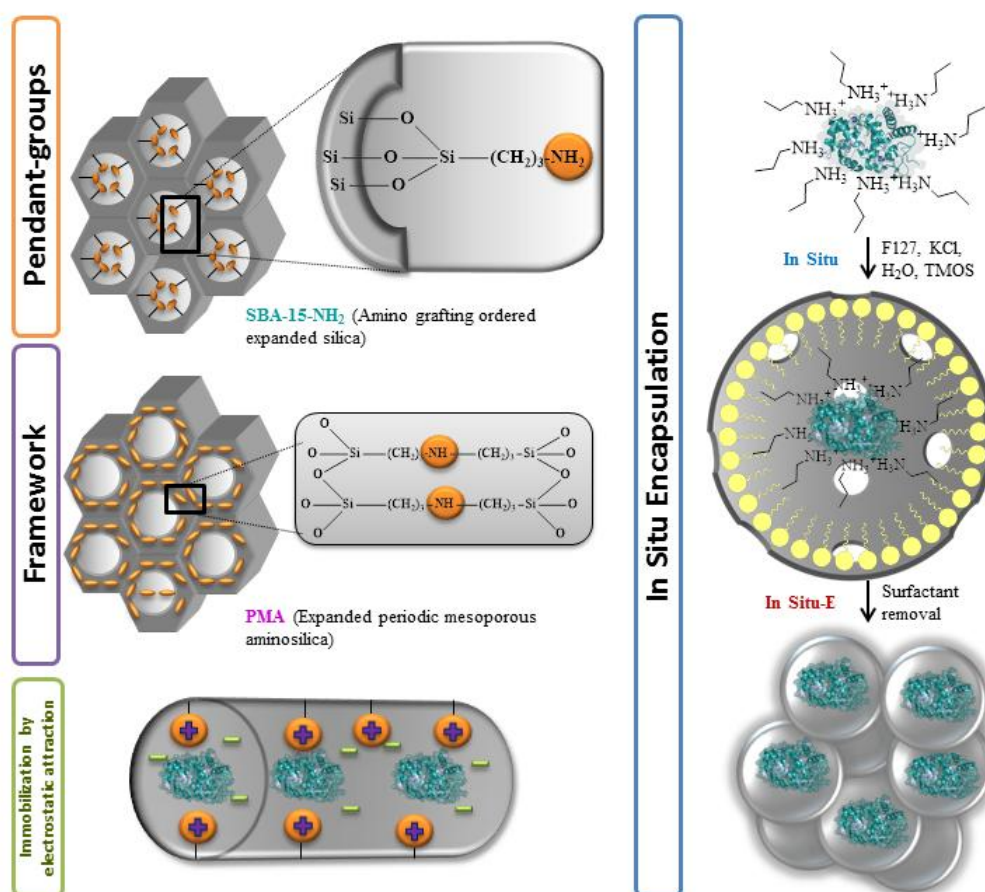 Pendant-groups
Si
O
Si
O
Si
(CH₂)₃
NH₂
Si
O
SBA-15-NH₂ (Amino grafting ordered
expanded silica)
Framework
O
O
O
Si
(CH₂)
NH
(CH₂)₃
Si
O
O
O
O
Si
(CH₂)₃
NH
(CH₂)₃
Si
O
O
O
PMA (Expanded periodic mesoporous
aminosilica)
Immobilization by
electrostatic attraction
In Situ Encapsulation
NH₃⁺
⁺H₃N
NH₃⁺
⁺H₃N
⁺H₃N
NH₃
NH₃⁺
⁺H₃N
In Situ
F127, KCl,
H₂O, TMOS
NH₃⁺
⁺H₃N
NH₃⁺
H₃N
NH₃
H₃N
NH₃
NH₃⁺
⁺H₃N
In Situ-E
Surfactant
removal